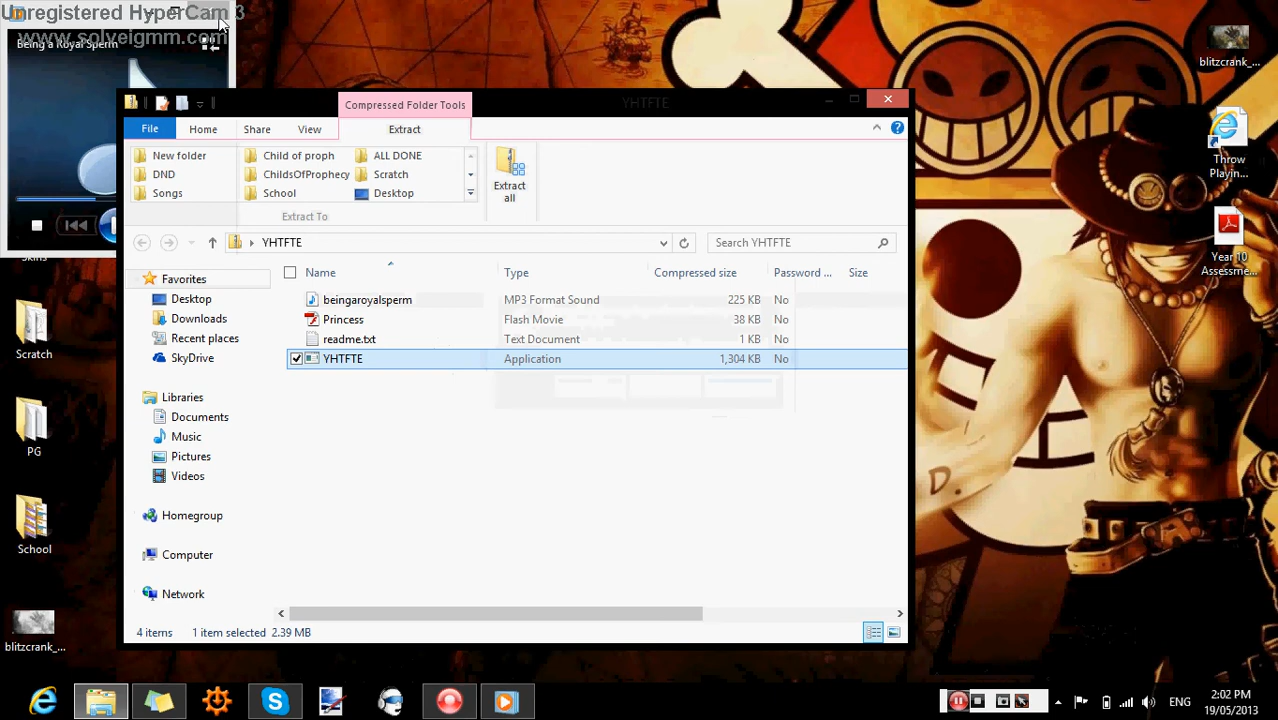 Unregistered HyperCam 3
www.solveigmm.com
Being a Royal Sperm
Compressed Folder Tools
YHTFTE
File
Home
Share
View
Extract
New folder
Child of proph
ALL DONE
DND
ChildsOfProphecy
Scratch
Songs
School
Desktop
Extract all
Extract To
YHTFTE
Search YHTFTE
Name
Type
Compressed size
Password ...
Size
beingaroyalsperm
MP3 Format Sound
225 KB
No
Princess
Flash Movie
38 KB
No
readme.txt
Text Document
1 KB
No
YHTFTE
Application
1,304 KB
No
Favorites
Desktop
Downloads
Recent places
SkyDrive
Libraries
Documents
Music
Pictures
Videos
Homegroup
Computer
Network
4 items
1 item selected 2.39 MB
Skins
Scratch
PG
School
blitzcrank_...
blitzcrank_...
Throw
Playin...
Year 10
Assessme...
D.
ENG
2:02 PM
19/05/2013